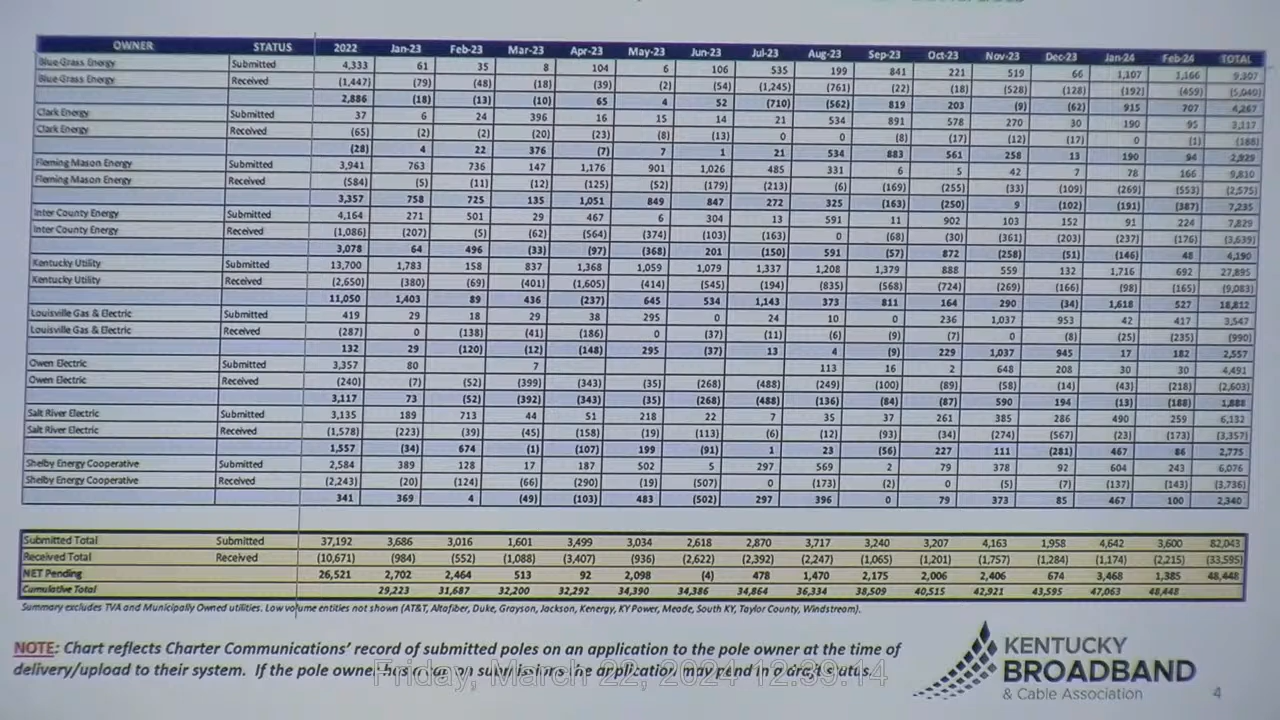 OWNER STATUS 2022 Jan-23 Feb-23 Mar-23 Apr-23 May-23 Jun-23 Jul-23 Aug-23 Sep-23 Oct-23 Nov-23 Dec-23 Jan-24 Feb-24 TOTAL
Blue Grass Energy Submitted 4,333 61 35 8 104 6 106 535 199 841 221 519 66 1,107 1,166 9,307
Blue Grass Energy Received (1,447) (79) (48) (18) (39) (2) (54) (1,245) (761) (22) (18) (528) (128) (192) (459) (5,040)
2,886 (18) (13) (10) 65 4 52 (710) (562) 819 203 (9) (62) 915 707 4,267
Clark Energy Submitted 37 6 24 396 16 15 14 21 534 891 578 270 30 190 95 3,117
Clark Energy Received (65) (2) (2) (20) (23) (8) (13) 0 0 (8) (17) (12) (17) 0 (1) (188)
(28) 4 22 376 (7) 7 1 21 534 883 561 258 13 190 94 2,929
Fleming Mason Energy Submitted 3,941 763 736 147 1,176 901 1,026 485 331 6 5 42 7 78 166 9,810
Fleming Mason Energy Received (584) (5) (11) (12) (125) (52) (179) (213) (6) (169) (255) (33) (109) (269) (553) (2,575)
3,357 758 725 135 1,051 849 847 272 325 (163) (250) 9 (102) (191) (387) 7,235
Inter County Energy Submitted 4,164 271 501 29 467 6 304 13 591 11 902 103 152 91 224 7,829
Inter County Energy Received (1,086) (207) (5) (62) (564) (374) (103) (163) 0 (68) (30) (361) (203) (237) (176) (3,639)
3,078 64 496 (33) (97) (368) 201 (150) 591 (57) 872 (258) (51) (146) 48 4,190
Kentucky Utility Submitted 13,700 1,783 158 837 1,368 1,059 1,079 1,337 1,208 1,379 888 559 132 1,716 692 27,895
Kentucky Utility Received (2,650) (380) (69) (401) (1,605) (414) (545) (194) (835) (568) (724) (269) (166) (98) (165) (9,083)
11,050 1,403 89 436 (237) 645 534 1,143 373 811 164 290 (34) 1,618 527 18,812
Louisville Gas & Electric Submitted 419 29 18 29 38 295 0 24 10 0 236 1,037 953 42 417 3,547
Louisville Gas & Electric Received (287) 0 (138) (41) (186) 0 (37) (11) (6) (9) (7) 0 (8) (25) (235) (990)
132 29 (120) (12) (148) 295 (37) 13 4 (9) 229 1,037 945 17 182 2,557
Owen Electric Submitted 3,357 80 7 113 16 2 648 208 30 30 4,491
Owen Electric Received (240) (7) (52) (399) (343) (35) (268) (488) (249) (100) (89) (58) (14) (43) (218) (2,603)
3,117 73 (52) (392) (343) (35) (268) (488) (136) (84) (87) 590 194 (13) (188) 1,888
Salt River Electric Submitted 3,135 189 713 44 51 218 22 7 35 37 261 385 286 490 259 6,132
Salt River Electric Received (1,578) (223) (39) (45) (158) (19) (113) (6) (12) (93) (34) (274) (567) (23) (173) (3,357)
1,557 (34) 674 (1) (107) 199 (91) 1 23 (56) 227 111 (281) 467 86 2,775
Shelby Energy Cooperative Submitted 2,584 389 128 17 187 502 5 297 569 2 79 378 92 604 243 6,076
Shelby Energy Cooperative Received (2,243) (20) (124) (66) (290) (19) (507) 0 (173) (2) 0 (5) (7) (137) (143) (3,736)
341 369 4 (49) (103) 483 (502) 297 396 0 79 373 85 467 100 2,340
Submitted Total Submitted 37,192 3,686 3,016 1,601 3,499 3,034 2,618 2,870 3,717 3,240 3,207 4,163 1,958 4,642 3,600 82,043
Received Total Received (10,671) (984) (552) (1,088) (3,407) (936) (2,622) (2,392) (2,247) (1,065) (1,201) (1,757) (1,284) (1,174) (2,215) (33,595)
NET Pending 26,521 2,702 2,464 513 92 2,098 (4) 478 1,470 2,175 2,006 2,406 674 3,468 1,385 48,448
Cumulative Total 29,223 31,687 32,200 32,292 34,390 34,386 34,864 36,334 38,509 40,515 42,921 43,595 47,063 48,448
Summary excludes TVA and Municipally Owned utilities. Low volume entities not shown (AT&T, Altafiber, Duke, Grayson, Jackson, Kenergy, KY Power, Meade, South KY, Taylor County, Windstream).
NOTE: Chart reflects Charter Communications' record of submitted poles on an application to the pole owner at the time of
delivery/upload to their system. If the pole owner has a cap on submissions the application may pend in a draft status.
Friday, March 22, 2024 12:39:14
KENTUCKY
BROADBAND
& Cable Association
4